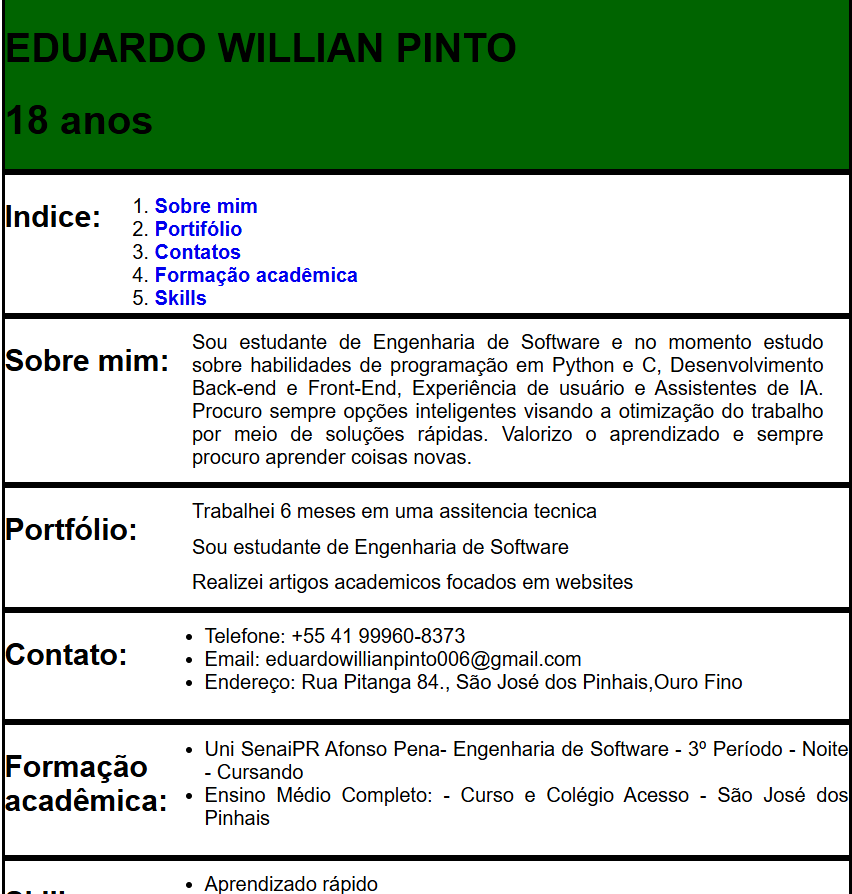 EDUARDO WILLIAN PINTO
18 anos
Indice:
1. Sobre mim
2. Portifólio
3. Contatos
4. Formação acadêmica
5. Skills
Sobre mim:
Sou estudante de Engenharia de Software e no momento estudo
sobre habilidades de programação em Python e C, Desenvolvimento
Back-end e Front-End, Experiência de usuário e Assistentes de IA.
Procuro sempre opções inteligentes visando a otimização do trabalho
por meio de soluções rápidas. Valorizo o aprendizado e sempre
procuro aprender coisas novas.
Portfólio:
Trabalhei 6 meses em uma assitencia tecnica
Sou estudante de Engenharia de Software
Realizei artigos academicos focados em websites
Contato:
• Telefone: +55 41 99960-8373
• Email: eduardowillianpinto006@gmail.com
• Endereço: Rua Pitanga 84., São José dos Pinhais,Ouro Fino
Formação
acadêmica:
• Uni SenaiPR Afonso Pena- Engenharia de Software - 3º Período - Noite
- Cursando
• Ensino Médio Completo: - Curso e Colégio Acesso - São José dos
Pinhais
• Aprendizado rápido